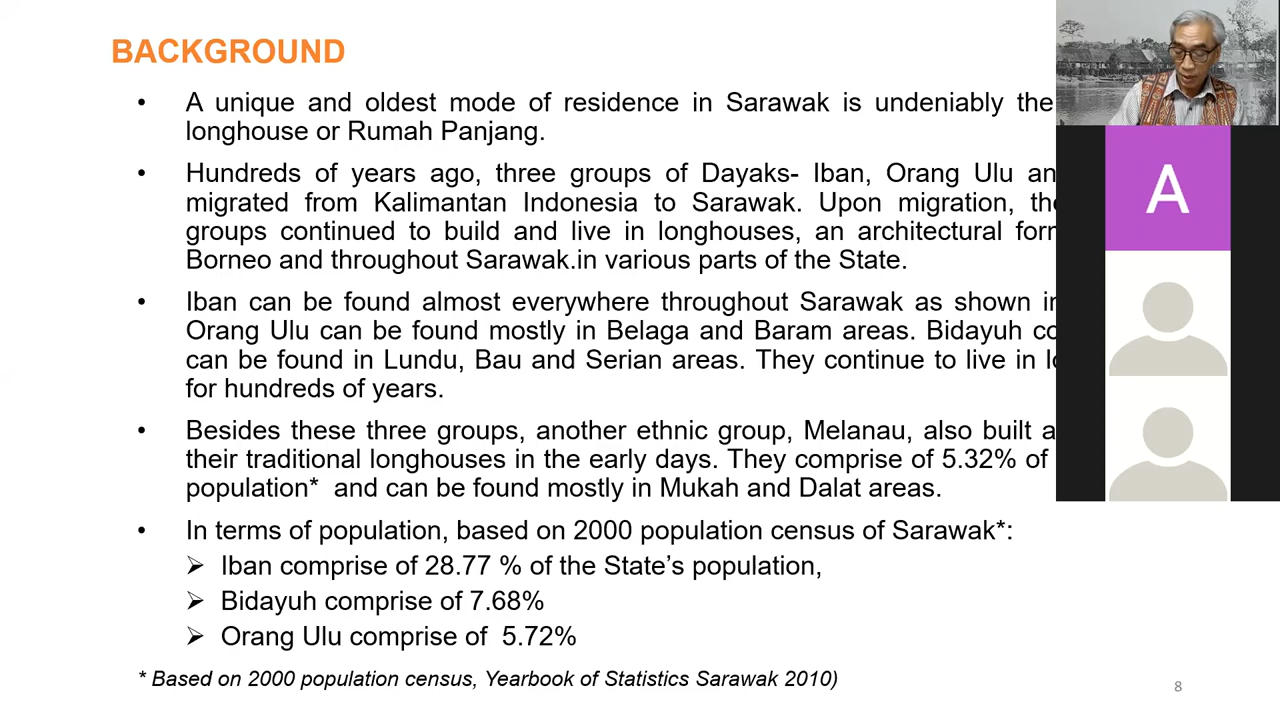 BACKGROUND
• A unique and oldest mode of residence in Sarawak is undeniably the
longhouse or Rumah Panjang.
• Hundreds of years ago, three groups of Dayaks- Iban, Orang Ulu
migrated from Kalimantan Indonesia to Sarawak. Upon migration,
groups continued to build and live in longhouses, an architectural
Borneo and throughout Sarawak.in various parts of the State.
• Iban can be found almost everywhere throughout Sarawak as shown
Orang Ulu can be found mostly in Belaga and Baram areas. Bidayuh
can be found in Lundu, Bau and Serian areas. They continue to live in
for hundreds of years.
• Besides these three groups, another ethnic group, Melanau, also built
their traditional longhouses in the early days. They comprise of 5.32% of
population* and can be found mostly in Mukah and Dalat areas.
• In terms of population, based on 2000 population census of Sarawak*:
➢ Iban comprise of 28.77 % of the State’s population,
➢ Bidayuh comprise of 7.68%
➢ Orang Ulu comprise of 5.72%
* Based on 2000 population census, Yearbook of Statistics Sarawak 2010)
8
A